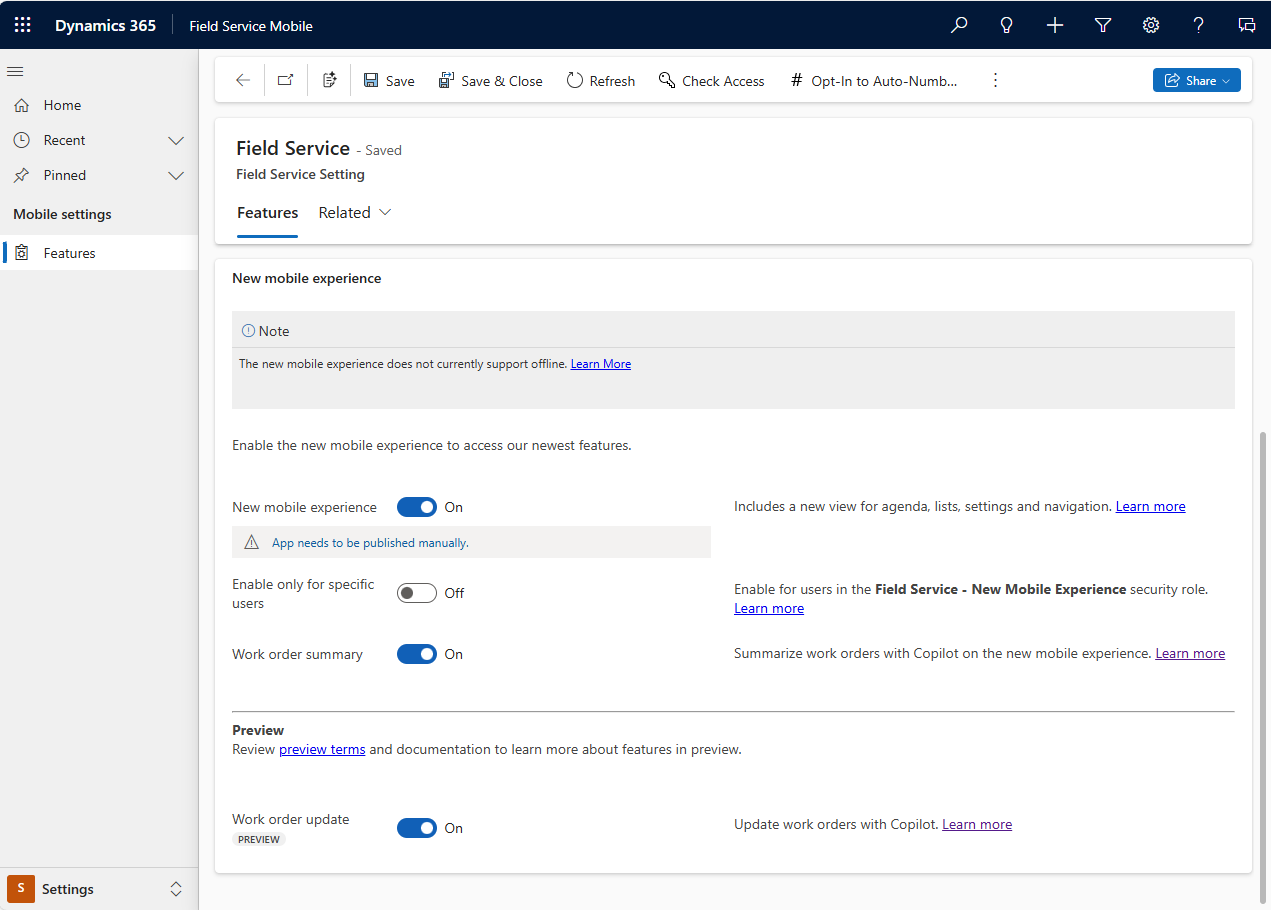 Dynamics 365
Field Service Mobile
Home
Recent
Pinned
Mobile settings
Features
S
Settings
Save
Save & Close
Refresh
Check Access
# Opt-In to Auto-Numb...
Share
Field Service - Saved
Field Service Setting
Features
Related
New mobile experience
Note
The new mobile experience does not currently support offline. Learn More
Enable the new mobile experience to access our newest features.
New mobile experience
On
Includes a new view for agenda, lists, settings and navigation. Learn more
App needs to be published manually.
Enable only for specific
users
Off
Enable for users in the Field Service - New Mobile Experience security role.
Learn more
Work order summary
On
Summarize work orders with Copilot on the new mobile experience. Learn more
Preview
Review preview terms and documentation to learn more about features in preview.
Work order update
PREVIEW
On
Update work orders with Copilot. Learn more